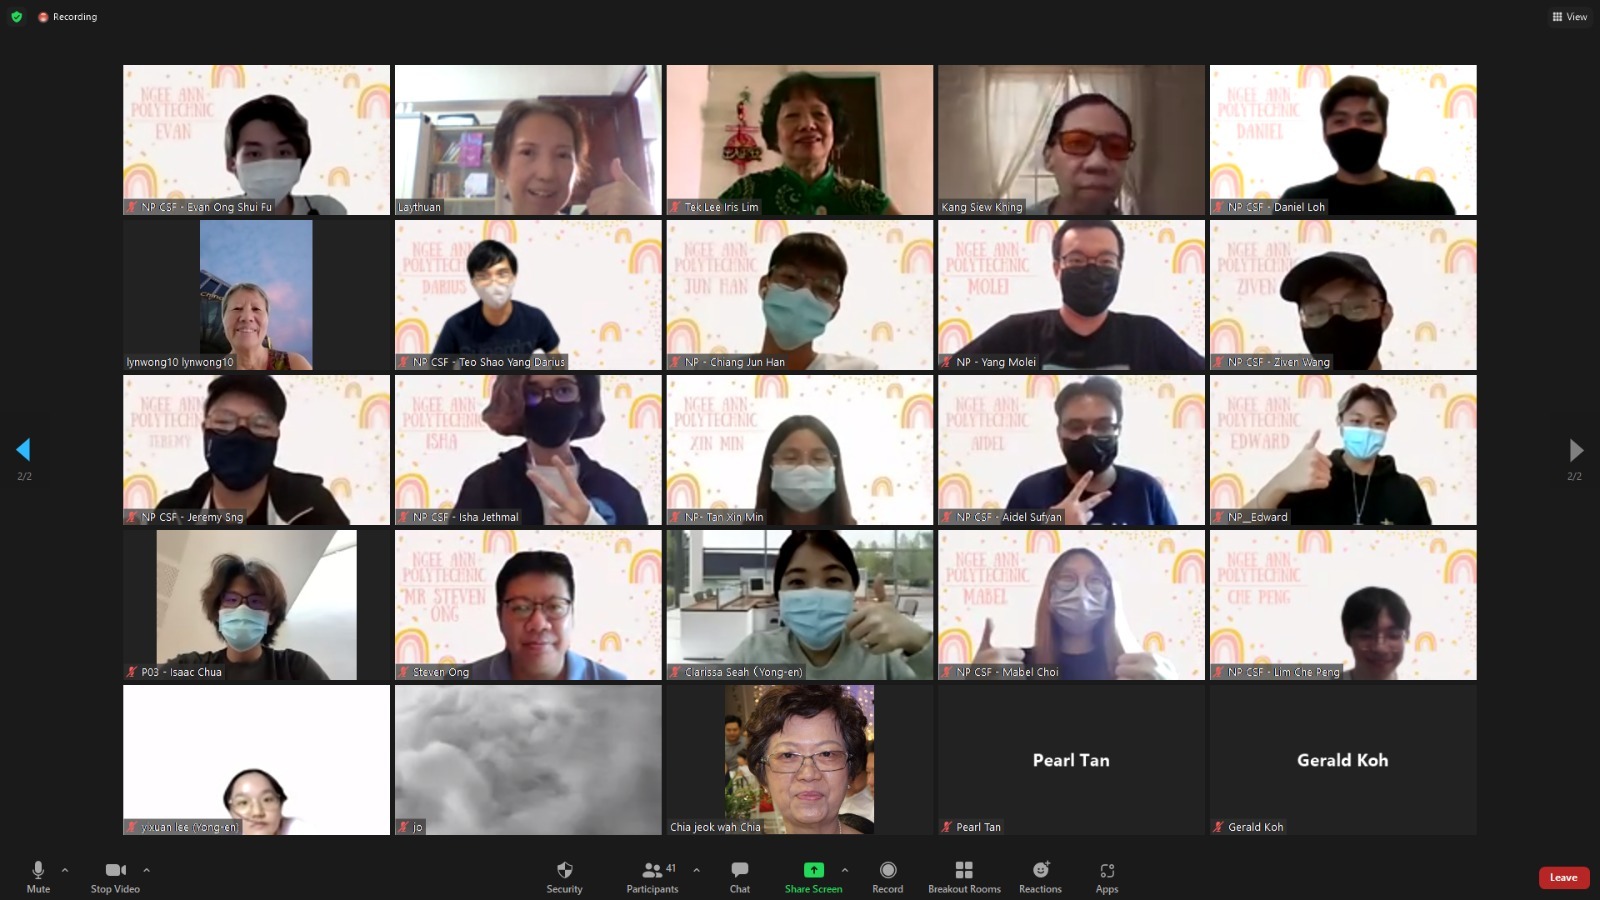 Recording
View
NGEE ANN
POLYTECHNIC
EVAN
NP CSF - Evan Ong Shui Fu
Laythuan
Tek Lee Iris Lim
Kang Siew Khing
NGEE ANN
POLYTECHNIC
DANIEL
NP CSF - Daniel Loh
lynwong10 lynwong10
NGEE ANN
POLYTECHNIC
DARIUS
NP CSF - Teo Shao Yang Darius
NGEE ANN
POLYTECHNIC
JUN HAN
NP - Chiang Jun Han
NGEE ANN
POLYTECHNIC
MOLEI
NP - Yang Molei
NGEE ANN
POLYTECHNIC
ZIVEN
NP CSF - Ziven Wang
NGEE ANN
POLYTECHNIC
JEREMY
NP CSF - Jeremy Sng
NGEE ANN
POLYTECHNIC
ISHA
NP CSF - Isha Jethmal
NGEE ANN
POLYTECHNIC
XIN MIN
NP- Tan Xin Min
NGEE ANN
POLYTECHNIC
AIDEL
NP CSF - Aidel Sufyan
NGEE ANN
POLYTECHNIC
EDWARD
NP_Edward
2/2
2/2
P03 - Isaac Chua
NGEE ANN
POLYTECHNIC
MR STEVEN
ONG
Steven Ong
Clarissa Seah (Yong-en)
NGEE ANN
POLYTECHNIC
MABEL
NP CSF - Mabel Choi
NGEE ANN
POLYTECHNIC
CHE PENG
NP CSF - Lim Che Peng
yixuan lee (Yong-en)
jo
Chia jeok wah Chia
Pearl Tan
Pearl Tan
Gerald Koh
Gerald Koh
Mute
Stop Video
Security
41
Participants
Chat
Share Screen
Record
Breakout Rooms
Reactions
Apps
Leave